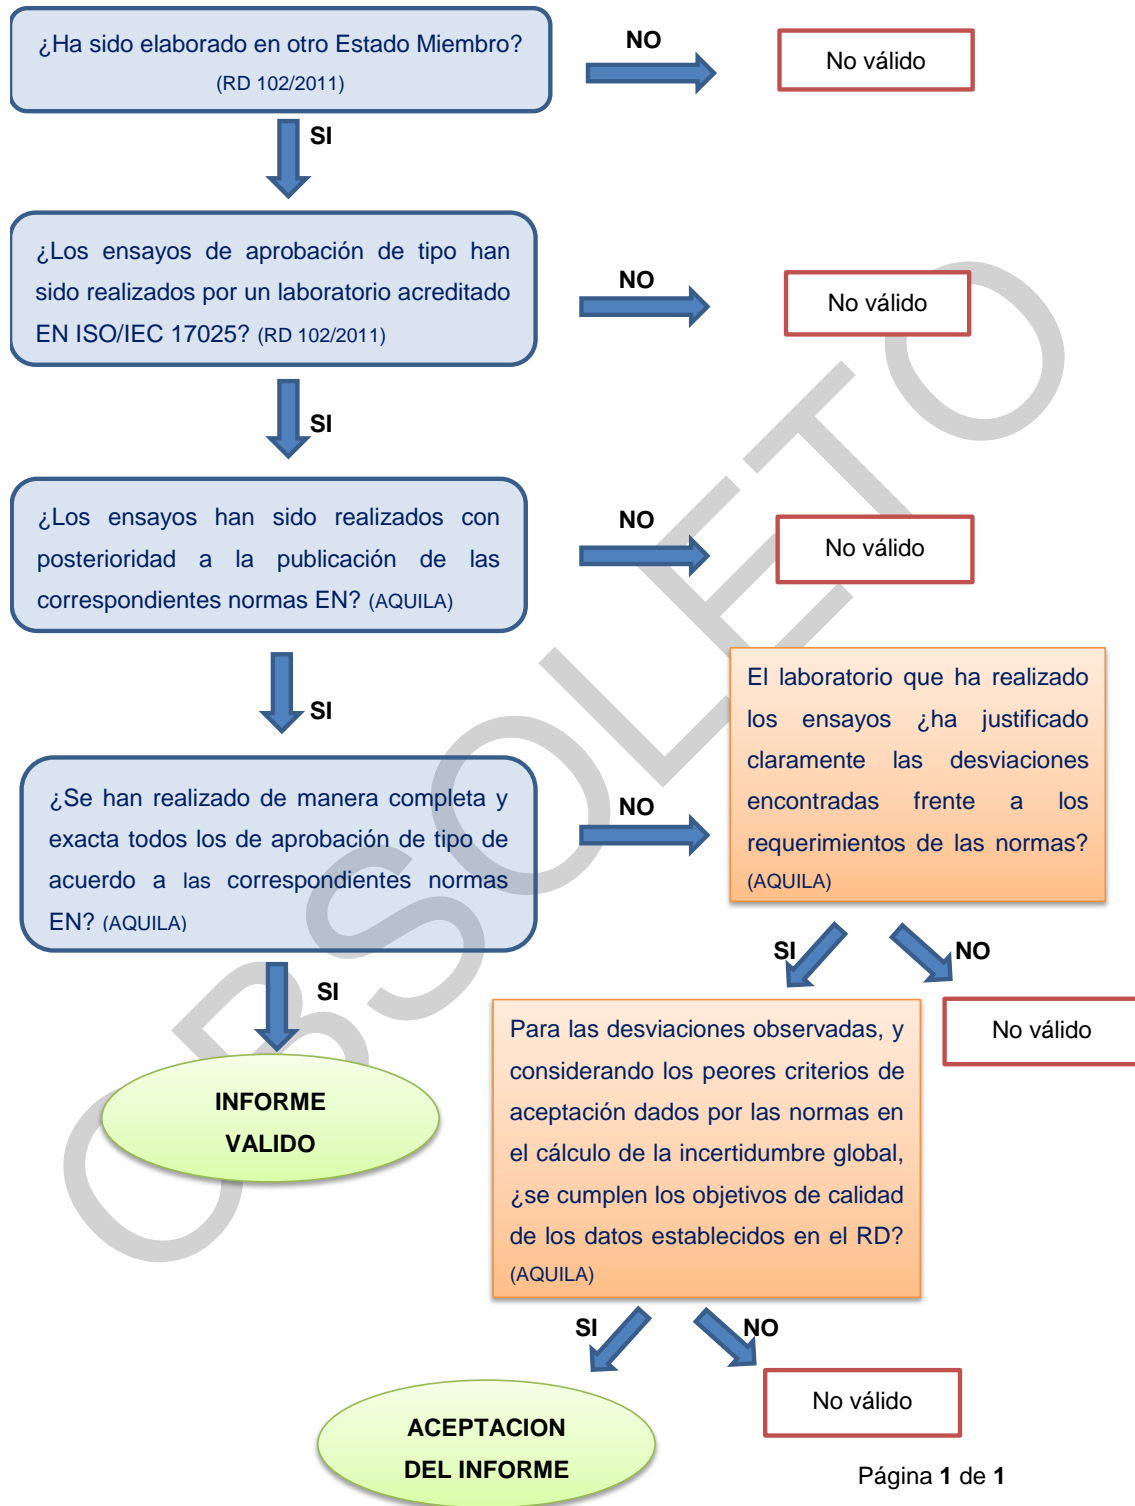 ¿Ha sido elaborado en otro Estado Miembro?
(RD 102/2011)
NO
No válido
SI
¿Los ensayos de aprobación de tipo han
sido realizados por un laboratorio acreditado
EN ISO/IEC 17025? (RD 102/2011)
NO
No válido
SI
¿Los ensayos han sido realizados con
posterioridad a la publicación de las
correspondientes normas EN? (AQUILA)
NO
No válido
SI
¿Se han realizado de manera completa y
exacta todos los de aprobación de tipo de
acuerdo a las correspondientes normas
EN? (AQUILA)
NO
El laboratorio que ha realizado
los ensayos ¿ha justificado
claramente las desviaciones
encontradas frente a los
requerimientos de las normas?
(AQUILA)
SI
NO
No válido
SI
INFORME
VALIDO
Para las desviaciones observadas, y
considerando los peores criterios de
aceptación dados por las normas en
el cálculo de la incertidumbre global,
¿se cumplen los objetivos de calidad
de los datos establecidos en el RD?
(AQUILA)
SI
NO
No válido
ACEPTACION
DEL INFORME
Página 1 de 1
OBSOLETO